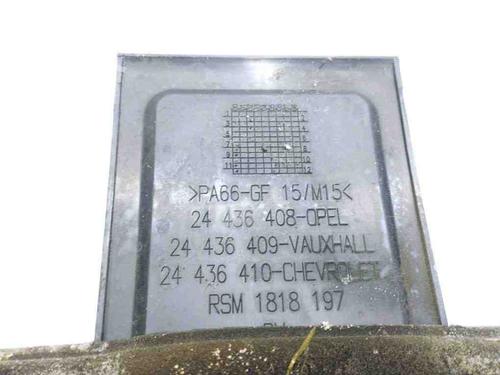 >PA66-GF 15/M15<
24 436 408-OPEL
24 436 409-VAUXHALL
24 436 410-CHEVROLET
RSM 1818 197